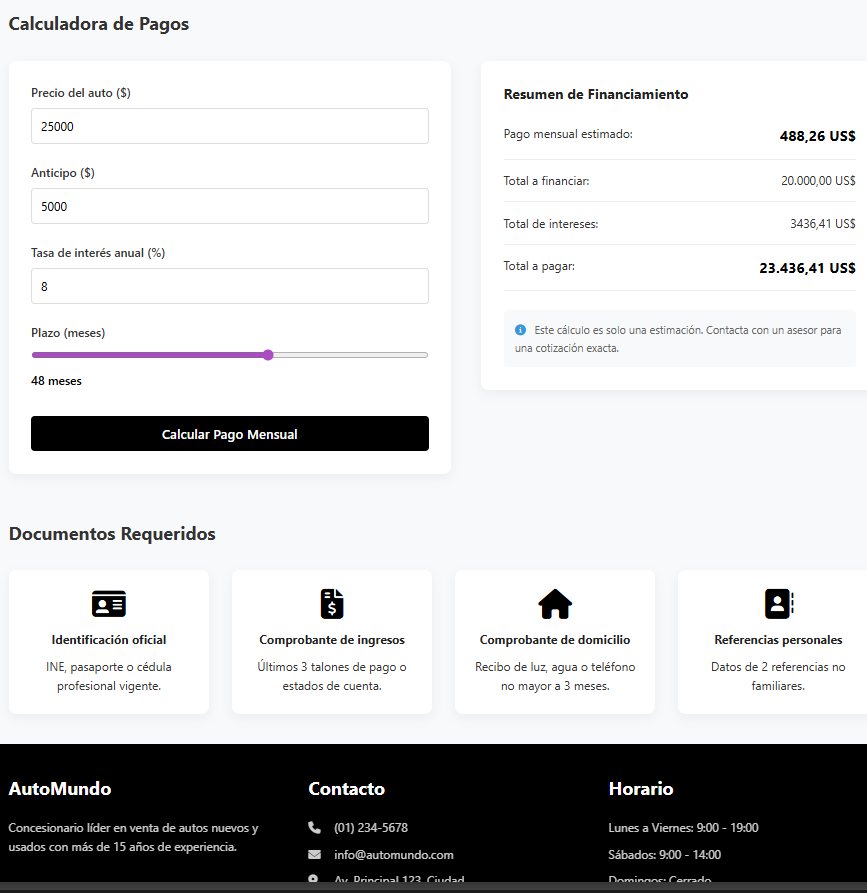 Calculadora de Pagos
Precio del auto ($)
25000
Anticipo ($)
5000
Tasa de interés anual (%)
8
Plazo (meses)
48 meses
Calcular Pago Mensual
Resumen de Financiamiento
Pago mensual estimado: 488,26 US$
Total a financiar: 20.000,00 US$
Total de intereses: 3436,41 US$
Total a pagar: 23.436,41 US$
Este cálculo es solo una estimación. Contacta con un asesor para
una cotización exacta.
Documentos Requeridos
Identificación oficial
INE, pasaporte o cédula
profesional vigente.
Comprobante de ingresos
Últimos 3 talones de pago o
estados de cuenta.
Comprobante de domicilio
Recibo de luz, agua o teléfono
no mayor a 3 meses.
Referencias personales
Datos de 2 referencias no
familiares.
AutoMundo
Concesionario líder en venta de autos nuevos y
usados con más de 15 años de experiencia.
Contacto
(01) 234-5678
info@automundo.com
Av. Principal 123, Ciudad
Horario
Lunes a Viernes: 9:00 - 19:00
Sábados: 9:00 - 14:00
Domingos: Cerrado